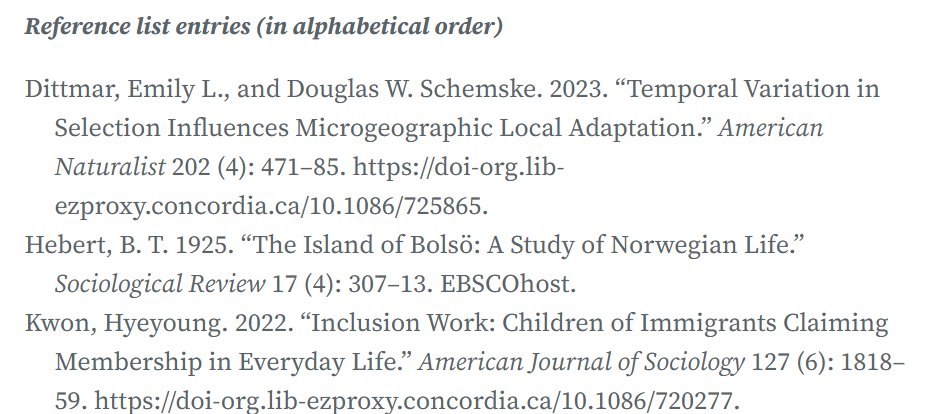 Reference list entries (in alphabetical order)
Dittmar, Emily L., and Douglas W. Schemske. 2023. “Temporal Variation in
Selection Influences Microgeographic Local Adaptation.” American
Naturalist 202 (4): 471–85. https://doi-org.lib-
ezproxy.concordia.ca/10.1086/725865.
Hebert, B. T. 1925. “The Island of Bolsö: A Study of Norwegian Life.”
Sociological Review 17 (4): 307–13. EBSCOhost.
Kwon, Hyeyoung. 2022. “Inclusion Work: Children of Immigrants Claiming
Membership in Everyday Life.” American Journal of Sociology 127 (6): 1818–
59. https://doi-org.lib-ezproxy.concordia.ca/10.1086/720277.